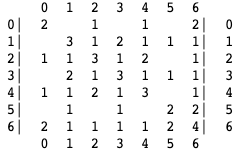 0 1 2 3 4 5 6
0| 2 1 1 2| 0
1| 3 1 2 1 1 1| 1
2| 1 1 3 1 2 1| 2
3| 2 1 3 1 1 1| 3
4| 1 1 2 1 3 1| 4
5| 1 1 2 2| 5
6| 2 1 1 1 1 2 4| 6
0 1 2 3 4 5 6